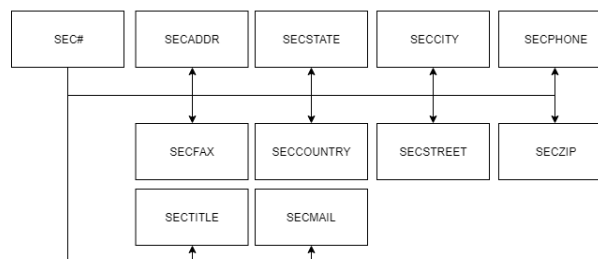 SEC#
SECADDR
SECSTATE
SECCITY
SECPHONE
SECFAX
SECCOUNTRY
SECSTREET
SECZIP
SECTITLE
SECMAIL